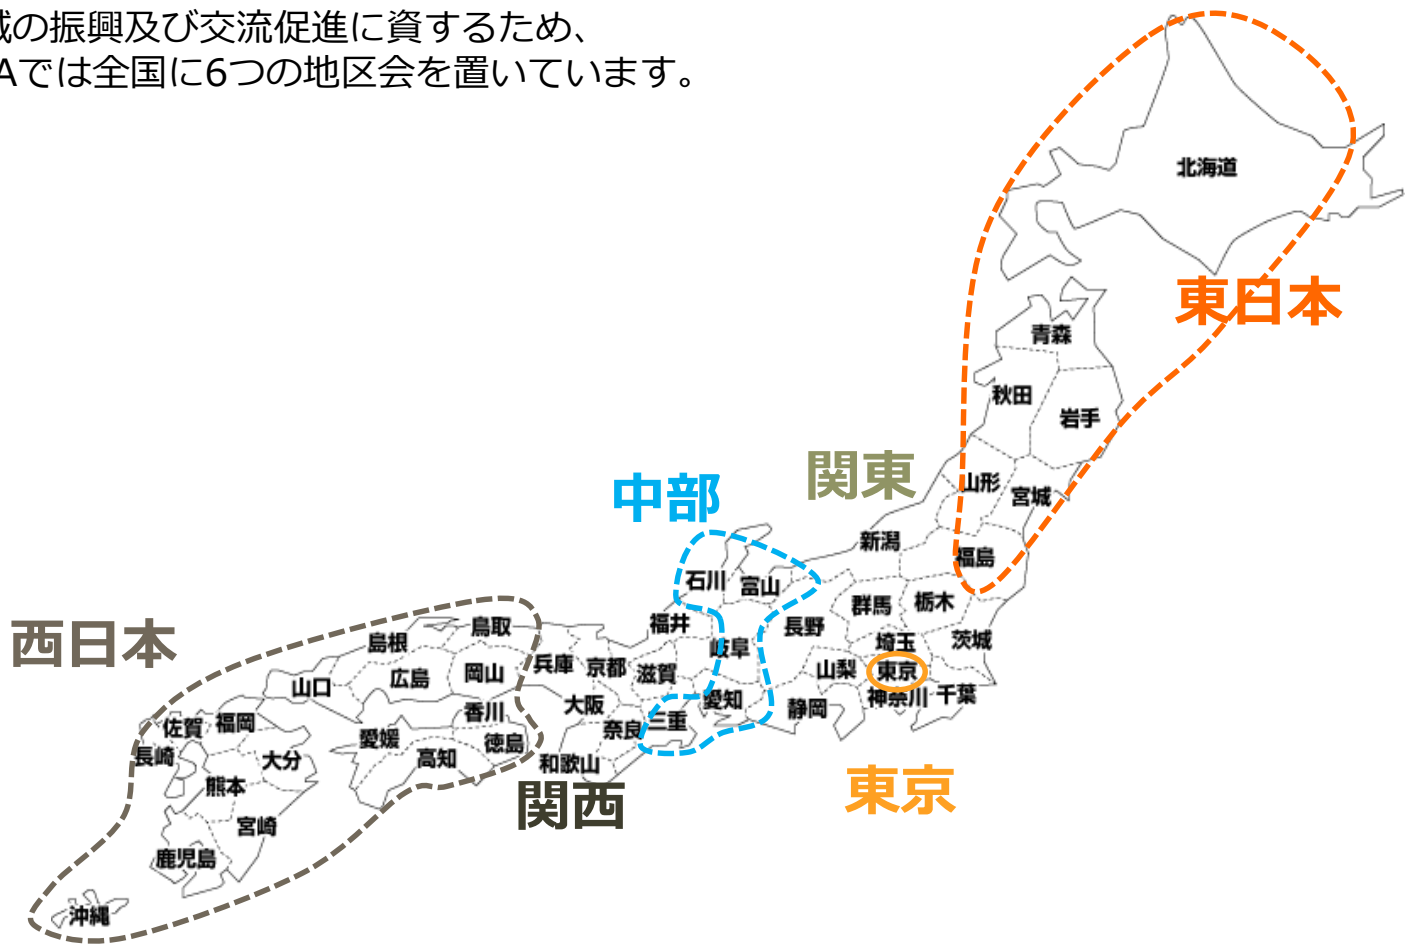 域の振興及び交流促進に資するため、
Aでは全国に6つの地区会を置いています。
北海道
東日本
青森
秋田
岩手
関東
中部
山形
宮城
新潟
福島
石川
富山
群馬
栃木
福井
長野
埼玉
茨城
西日本
島根
鳥取
岐阜
兵庫
京都
滋賀
山梨
東京
山口
広島
岡山
神奈川
千葉
大阪
愛知
静岡
佐賀
福岡
香川
奈良
三重
長崎
大分
愛媛
高知
徳島
和歌山
熊本
関西
東京
宮崎
鹿児島
沖縄